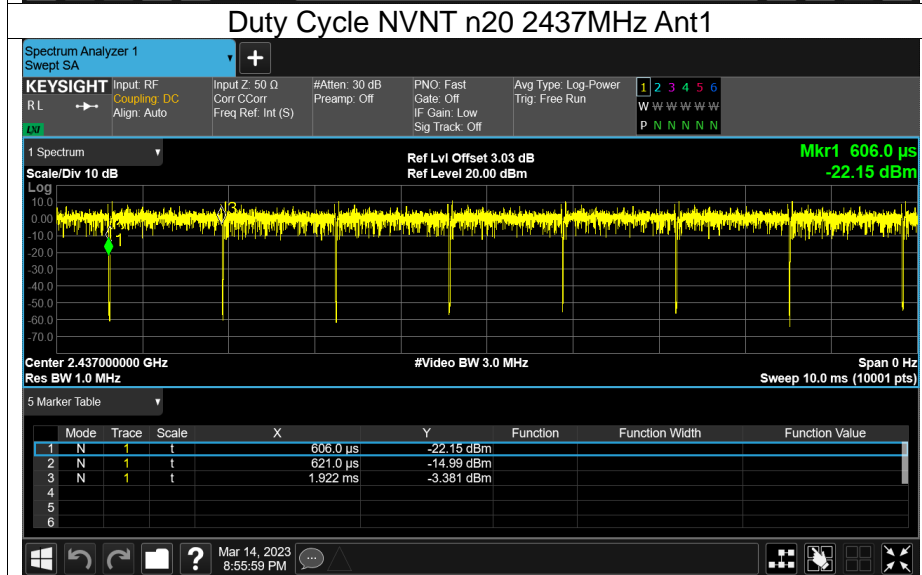 Duty Cycle NVNT n20 2437MHz Ant1
Spectrum Analyzer 1
Swept SA
+
KEYSIGHT Input: RF Input Z: 50 Ω #Atten: 30 dB PNO: Fast Avg Type: Log-Power 1 2 3 4 5 6
R L Coupling: DC Corr CCorr Preamp: Off Gate: Off Trig: Free Run W W W W W W
Align: Auto Freq Ref: Int (S) IF Gain: Low
LXI Sig Track: Off P N N N N N
1 Spectrum Ref Lvl Offset 3.03 dB Mkr1 606.0 µs
Scale/Div 10 dB Ref Level 20.00 dBm -22.15 dBm
Log
10.0
0.00
-10.0
-20.0
-30.0
-40.0
-50.0
-60.0
-70.0
1
3
Center 2.437000000 GHz #Video BW 3.0 MHz Span 0 Hz
Res BW 1.0 MHz Sweep 10.0 ms (10001 pts)
5 Marker Table
Mode Trace Scale X Y Function Function Width Function Value
1 N 1 t 606.0 µs -22.15 dBm
2 N 1 t 621.0 µs -14.99 dBm
3 N 1 t 1.922 ms -3.381 dBm
4
5
6
? Mar 14, 2023
8:55:59 PM